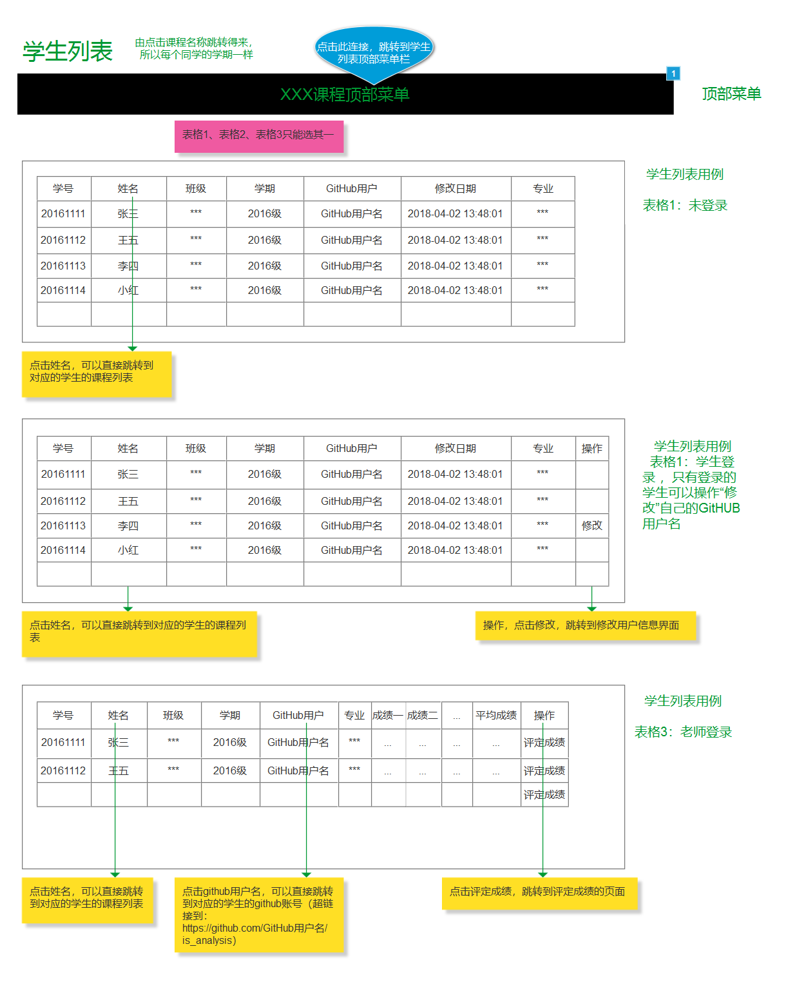 学生列表
由点击课程名称跳转得来，
所以每个同学的学期一样
点击此连接，跳转到学生
列表顶部菜单栏
1
XXX课程顶部菜单
顶部菜单
表格1、表格2、表格3只能选其一
学生列表用例
表格1：未登录
学号 姓名 班级 学期 GitHub用户 修改日期 专业
20161111 张三 *** 2016级 GitHub用户名 2018-04-02 13:48:01 ***
20161112 王五 *** 2016级 GitHub用户名 2018-04-02 13:48:01 ***
20161113 李四 *** 2016级 GitHub用户名 2018-04-02 13:48:01 ***
20161114 小红 *** 2016级 GitHub用户名 2018-04-02 13:48:01 ***
点击姓名，可以直接跳转到
对应的学生的课程列表
学生列表用例
表格1：学生登
录 ，只有登录的
学生可以操作“修
改”自己的GitHUB
用户名
学号 姓名 班级 学期 GitHub用户 修改日期 专业 操作
20161111 张三 *** 2016级 GitHub用户名 2018-04-02 13:48:01 ***
20161112 王五 *** 2016级 GitHub用户名 2018-04-02 13:48:01 ***
20161113 李四 *** 2016级 GitHub用户名 2018-04-02 13:48:01 *** 修改
20161114 小红 *** 2016级 GitHub用户名 2018-04-02 13:48:01 ***
点击姓名，可以直接跳转到对应的学生的课程列
表
操作，点击修改，跳转到修改用户信息界面
学生列表用例
表格3：老师登录
学号 姓名 班级 学期 GitHub用户 专业 成绩一 成绩二 ... 平均成绩 操作
20161111 张三 *** 2016级 GitHub用户名 *** ... ... ... ... 评定成绩
20161112 王五 *** 2016级 GitHub用户名 *** ... ... ... ... 评定成绩
评定成绩
点击姓名，可以直接跳转
到对应的学生的课程列表
点击github用户名，可以直接跳转
到对应的学生的github账号（超链
接到：
https://github.com/GitHub用户名/
is_analysis）
点击评定成绩，跳转到评定成绩的页面